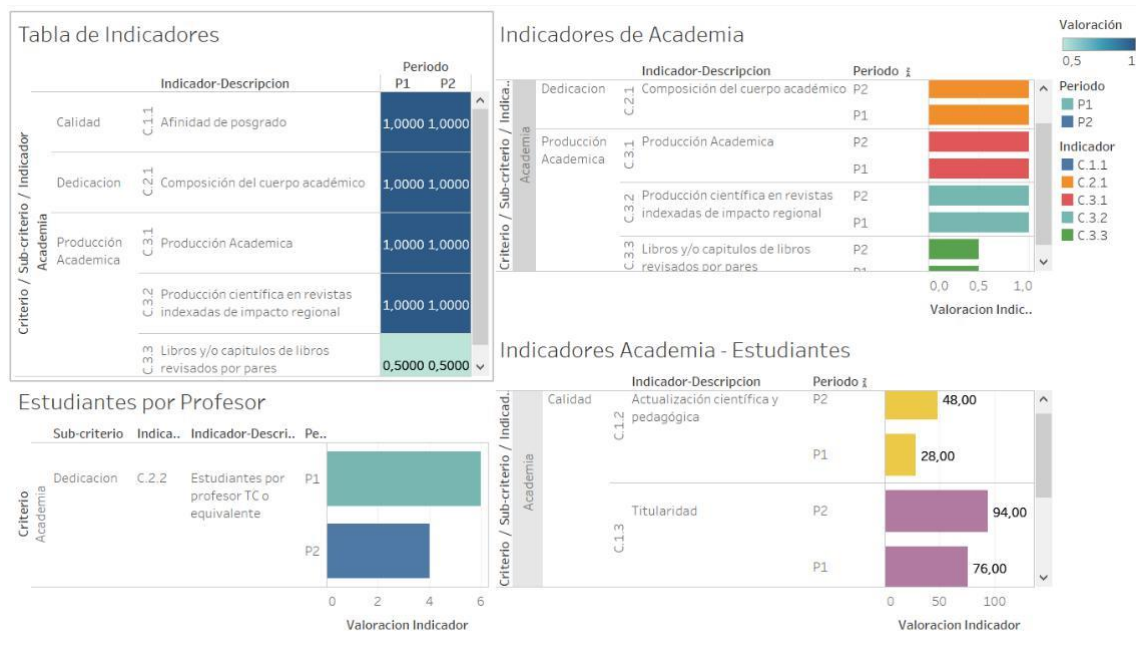 Tabla de Indicadores
Periodo
Indicador-Descripcion P1 P2
Criterio / Sub-criterio / Indicador
Academia
Calidad C.1.1 Afinidad de posgrado 1,0000 1,0000
Dedicacion C.2.1 Composición del cuerpo académico 1,0000 1,0000
Producción
Academica
C.3.1 Producción Academica 1,0000 1,0000
C.3.2 Producción científica en revistas
indexadas de impacto regional
1,0000 1,0000
C.3.3 Libros y/o capitulos de libros
revisados por pares
0,5000 0,5000
Indicadores de Academia
Indicador-Descripcion Periodo
Criterio / Sub-criterio / Indica..
Academia
Dedicacion C.2.1 Composición del cuerpo académico P2
P1
Producción
Academica
C.3.1 Producción Academica P2
P1
C.3.2 Producción científica en revistas
indexadas de impacto regional
P2
P1
C.3.3 Libros y/o capitulos de libros
revisados por pares
P2
P1
0,0 0,5 1,0
Valoracion Indic..
Valoración
0,5 1
Periodo
P1
P2
Indicador
C.1.1
C.2.1
C.3.1
C.3.2
C.3.3
Estudiantes por Profesor
Sub-criterio Indica.. Indicador-Descri.. Pe..
Criterio
Academia
Dedicacion C.2.2 Estudiantes por
profesor TC o
equivalente
P1
P2
0 2 4 6
Valoracion Indicador
Indicadores Academia - Estudiantes
Indicador-Descripcion Periodo
Criterio / Sub-criterio / Indicad..
Academia
Calidad C.1.2 Actualización científica y
pedagógica
P2 48,00
P1 28,00
C.1.3 Titularidad P2 94,00
P1 76,00
0 50 100
Valoracion Indicador